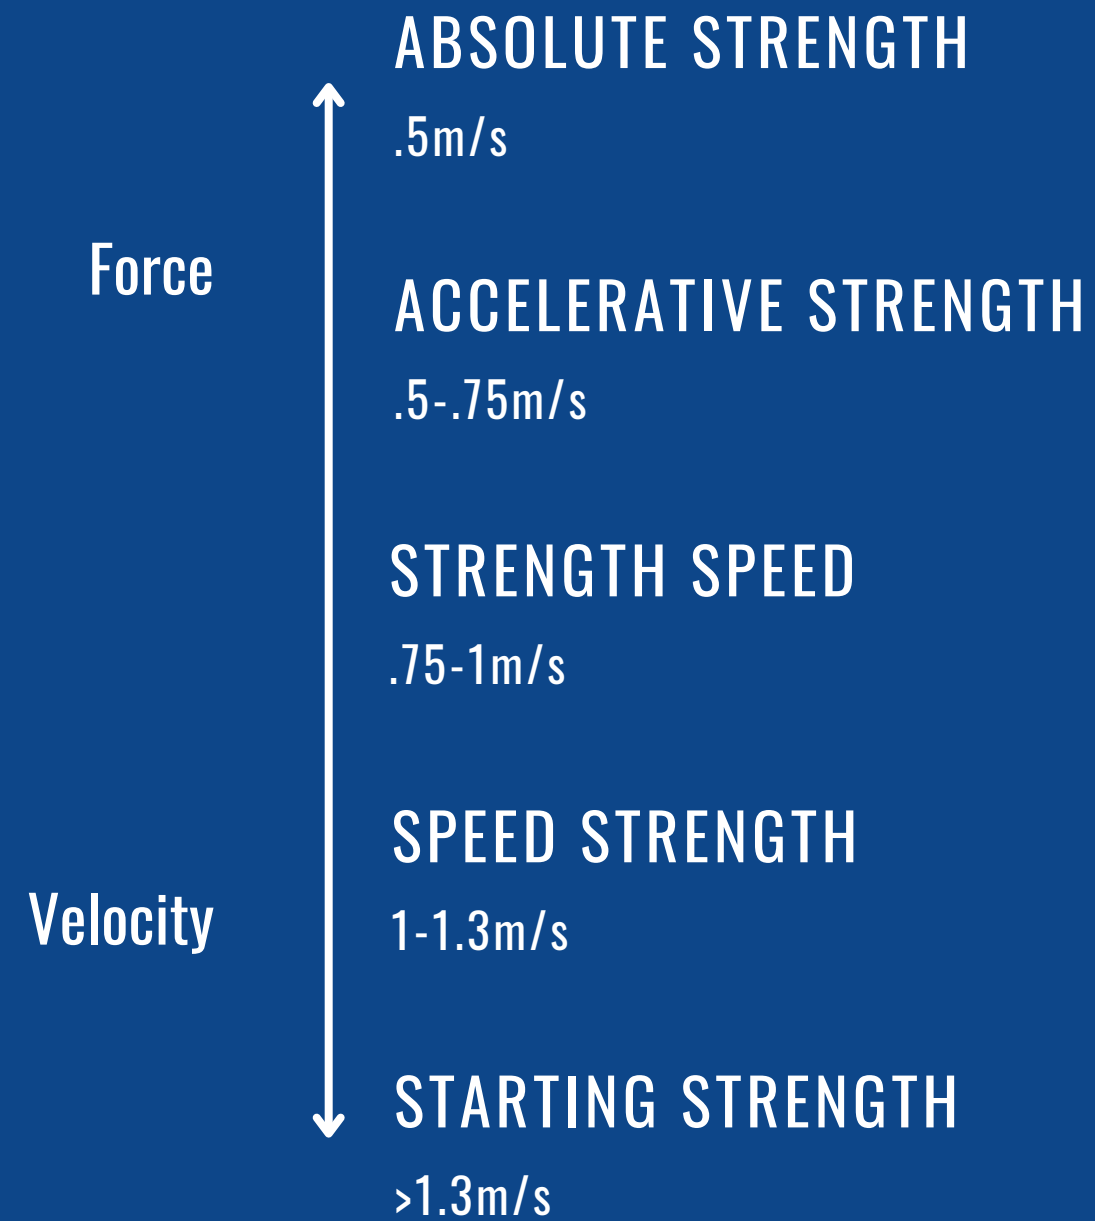 ABSOLUTE STRENGTH
.5m/s
Force
ACCELERATIVE STRENGTH
.5-.75m/s
STRENGTH SPEED
.75-1m/s
SPEED STRENGTH
Velocity
1-1.3m/s
STARTING STRENGTH
>1.3m/s